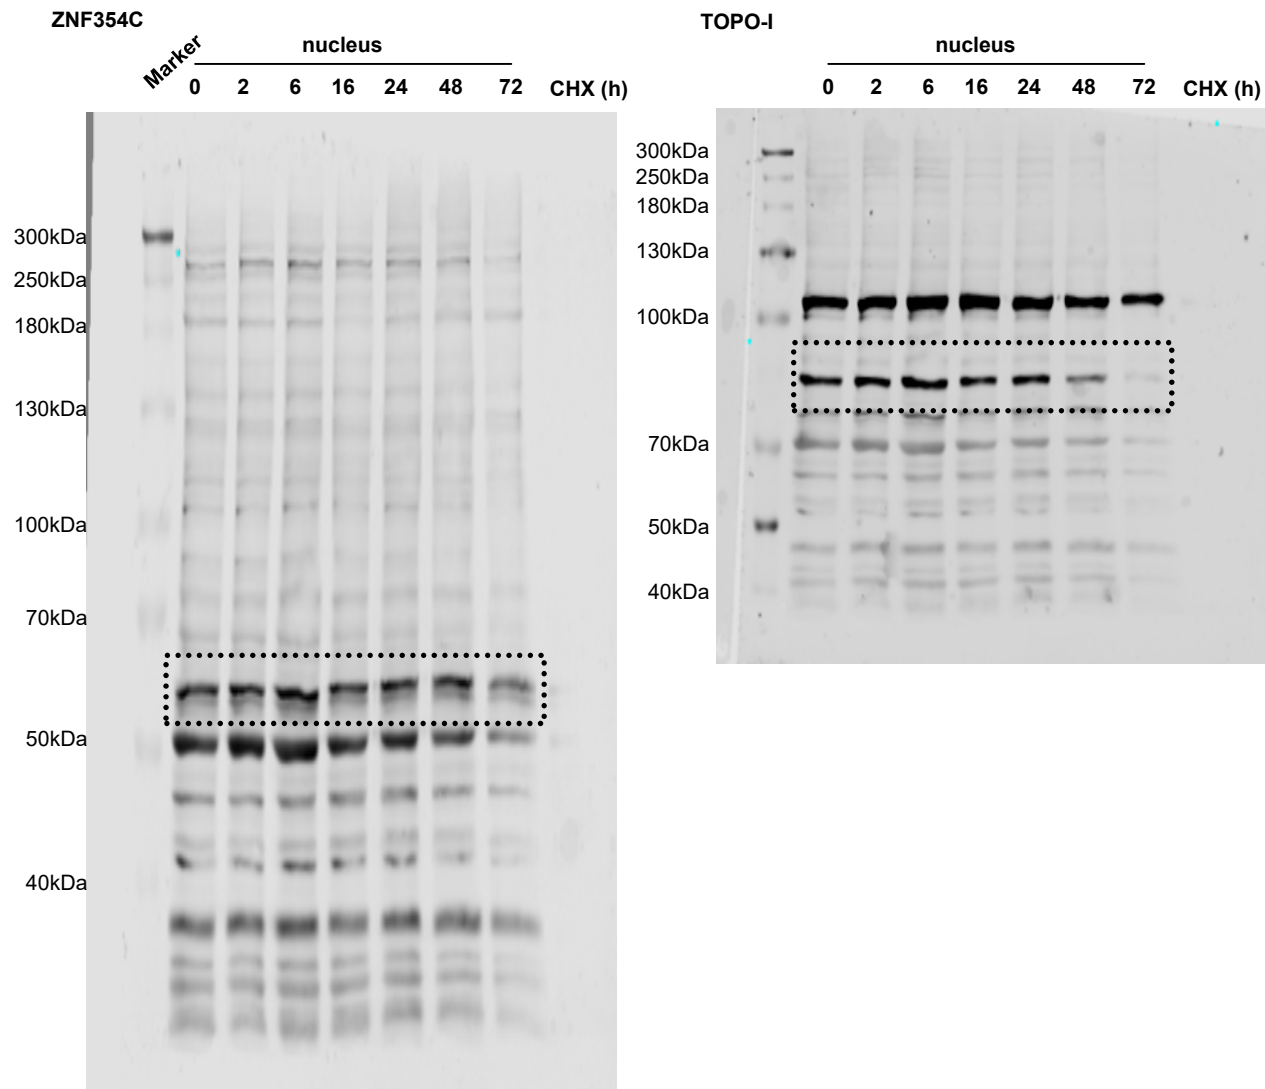 ZNF354C
Marker
nucleus
0 2 6 16 24 48 72 CHX (h)
300kDa
250kDa
180kDa
130kDa
100kDa
70kDa
50kDa
40kDa
TOPO-I
nucleus
0 2 6 16 24 48 72 CHX (h)
300kDa
250kDa
180kDa
130kDa
100kDa
70kDa
50kDa
40kDa